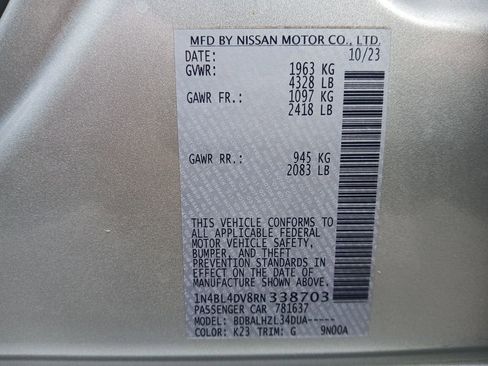 MFD BY NISSAN MOTOR CO., LTD.
DATE: 10/23
GVWR: 1963 KG
4328 LB
GAWR FR.: 1097 KG
2418 LB
GAWR RR.: 945 KG
2083 LB
THIS VEHICLE CONFORMS TO
ALL APPLICABLE FEDERAL
MOTOR VEHICLE SAFETY,
BUMPER, AND THEFT
PREVENTION STANDARDS IN
EFFECT ON THE DATE OF
MANUFACTURE SHOWN ABOVE.
1N4BL4DV8RN338703
PASSENGER CAR 781637
MODEL: BDBALHZL34DUA-----
COLOR: K23 TRIM: G 9N00A